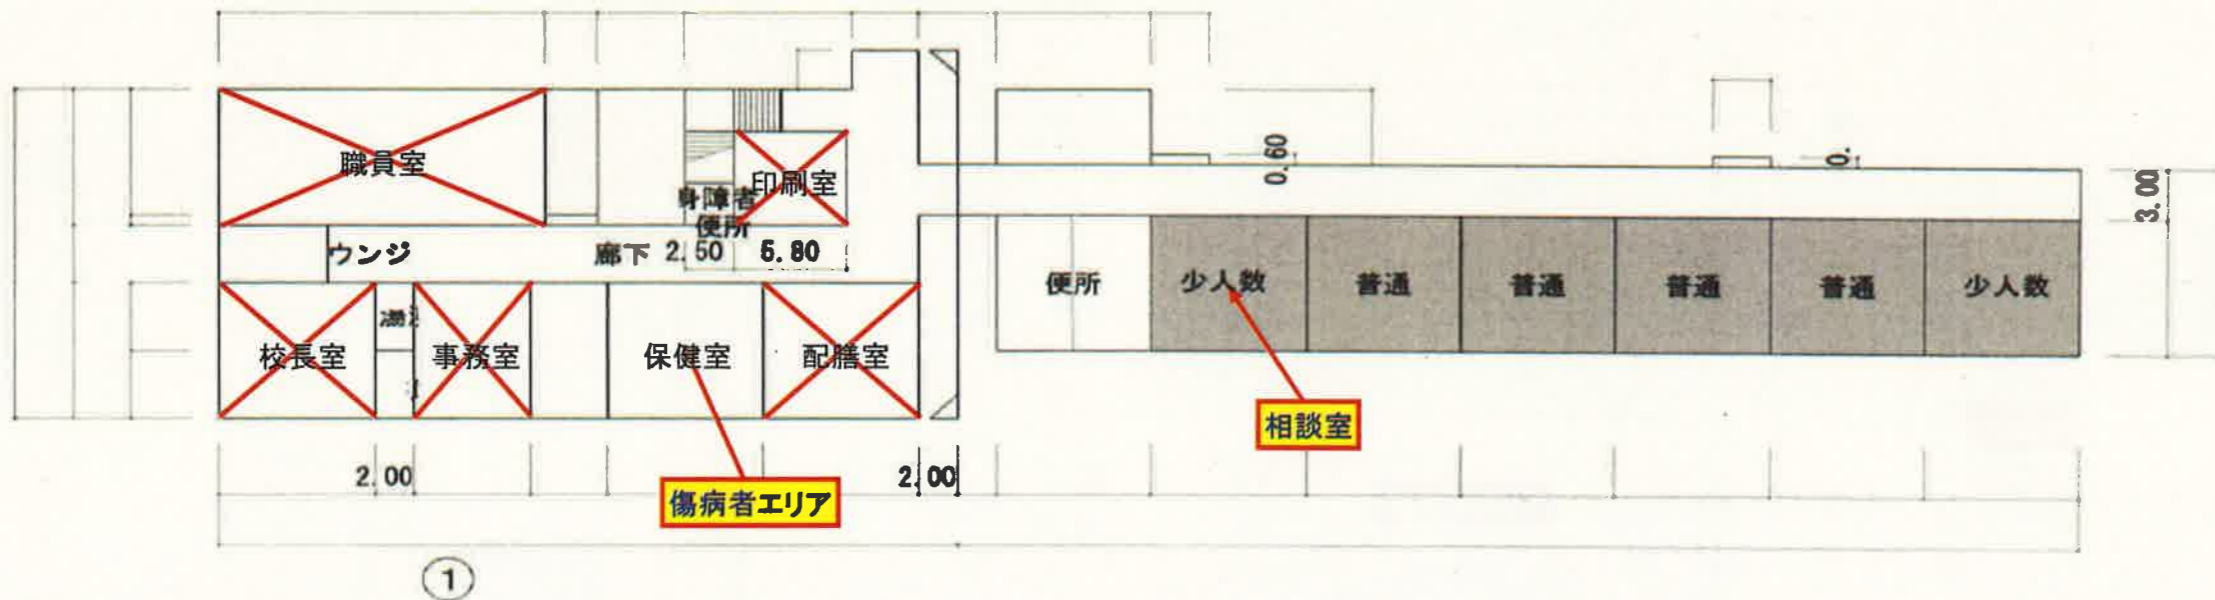 職員室
印刷室
身障者
便所
ウンジ
廊下
2.50
5.80
0.60
0.
3.00
便所
少人数
普通
普通
普通
普通
少人数
校長室
湯
事務室
保健室
配膳室
相談室
2.00
傷病者エリア
2.00
1